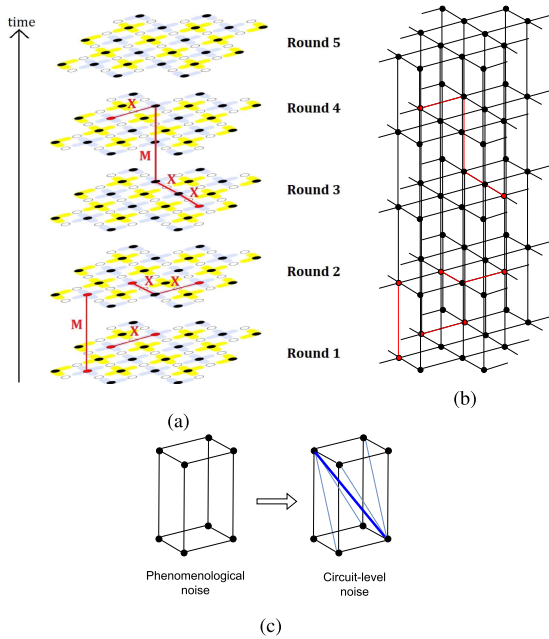 time
Round 5
Round 4
X
M
X
X
Round 3
Round 2
X
X
M
X
Round 1
(a)
(b)
Phenomenological
noise
Circuit-level
noise
(c)